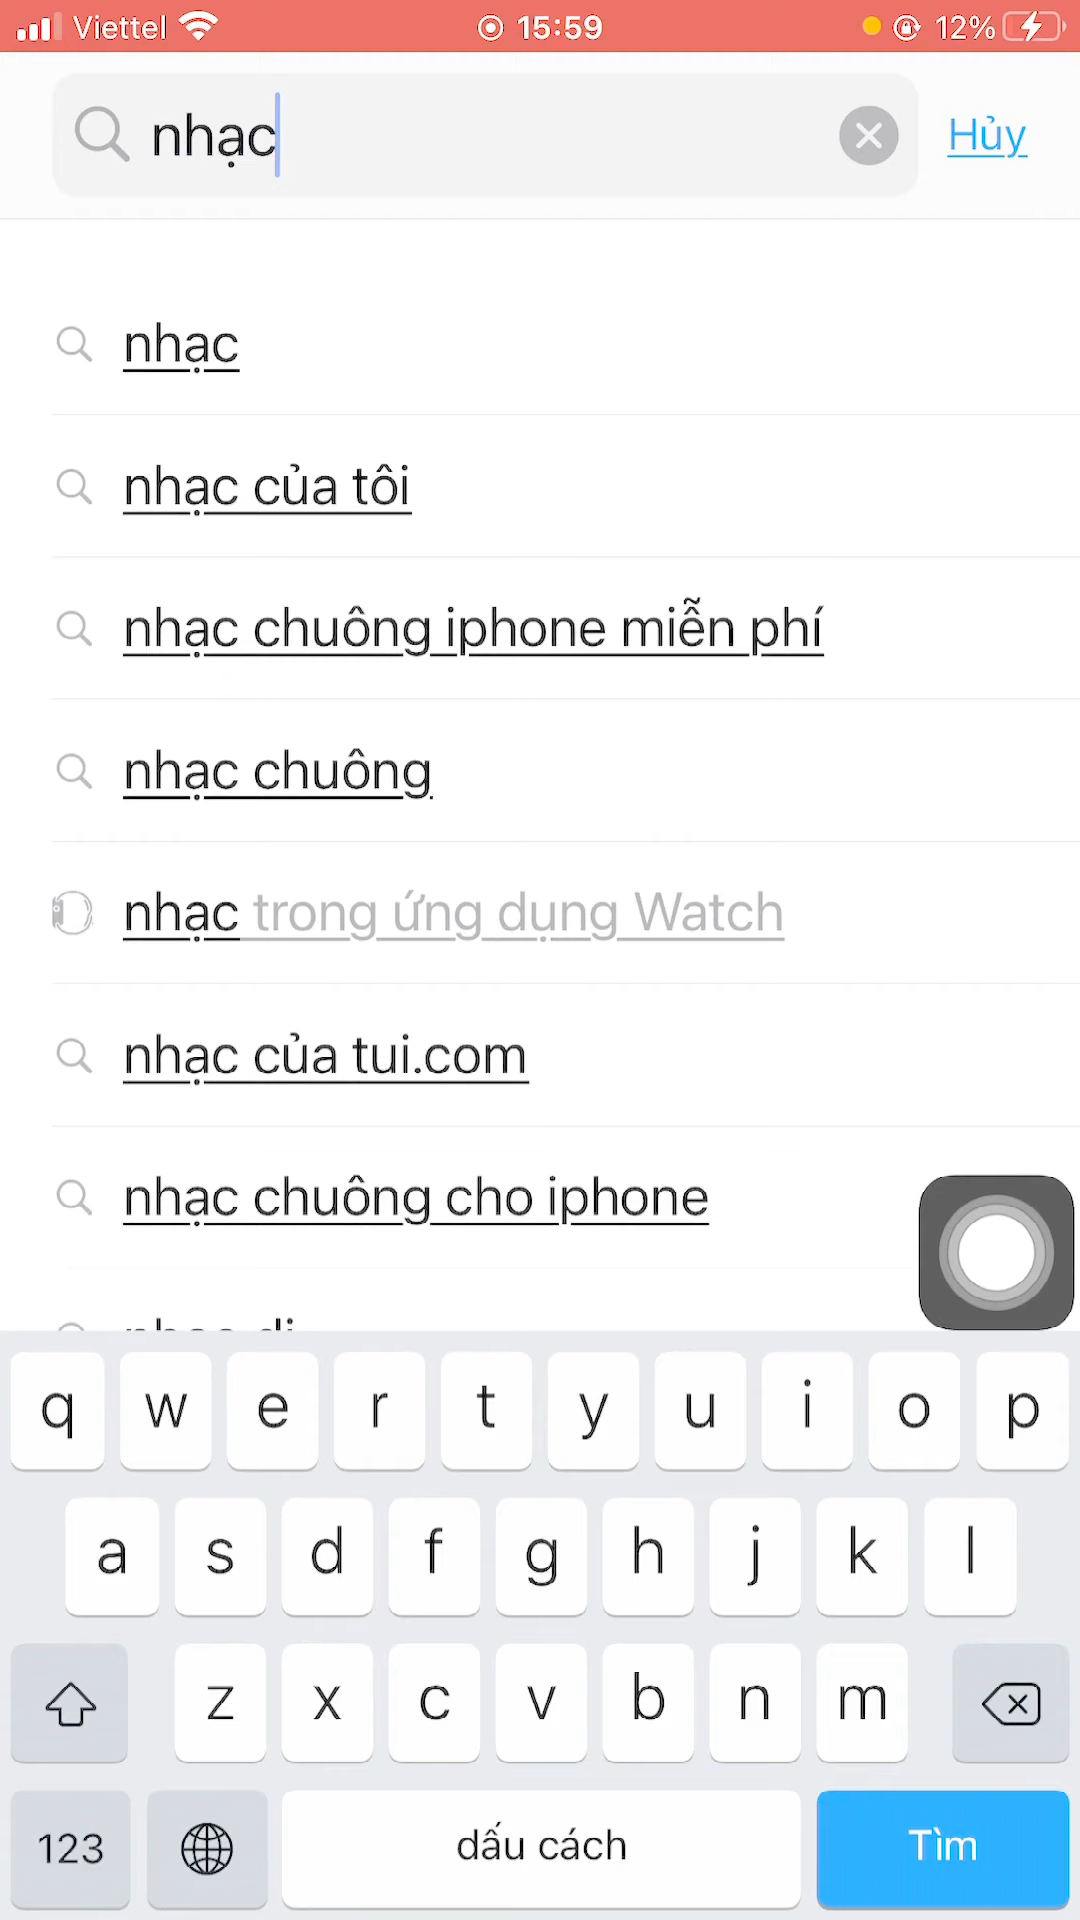 Viettel 15:59 12%
nhạc Hủy
nhạc
nhạc của tôi
nhạc chuông iphone miễn phí
nhạc chuông
nhạc trong ứng dụng Watch
nhạc của tui.com
nhạc chuông cho iphone
q w e r t y u i o p
a s d f g h j k l
z x c v b n m
123 dấu cách Tìm